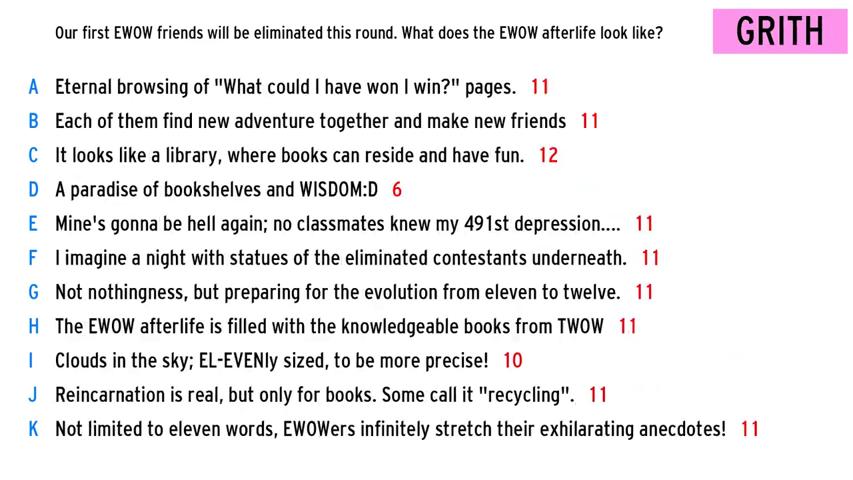 Our first EWOW friends will be eliminated this round. What does the EWOW afterlife look like?
GRITH
A Eternal browsing of "What could I have won I win?" pages. 11
B Each of them find new adventure together and make new friends 11
C It looks like a library, where books can reside and have fun. 12
D A paradise of bookshelves and WISDOM:D 6
E Mine's gonna be hell again; no classmates knew my 491st depression.... 11
F I imagine a night with statues of the eliminated contestants underneath. 11
G Not nothingness, but preparing for the evolution from eleven to twelve. 11
H The EWOW afterlife is filled with the knowledgeable books from TWOW 11
I Clouds in the sky; EL-EVENly sized, to be more precise! 10
J Reincarnation is real, but only for books. Some call it "recycling". 11
K Not limited to eleven words, EWOWers infinitely stretch their exhilarating anecdotes! 11